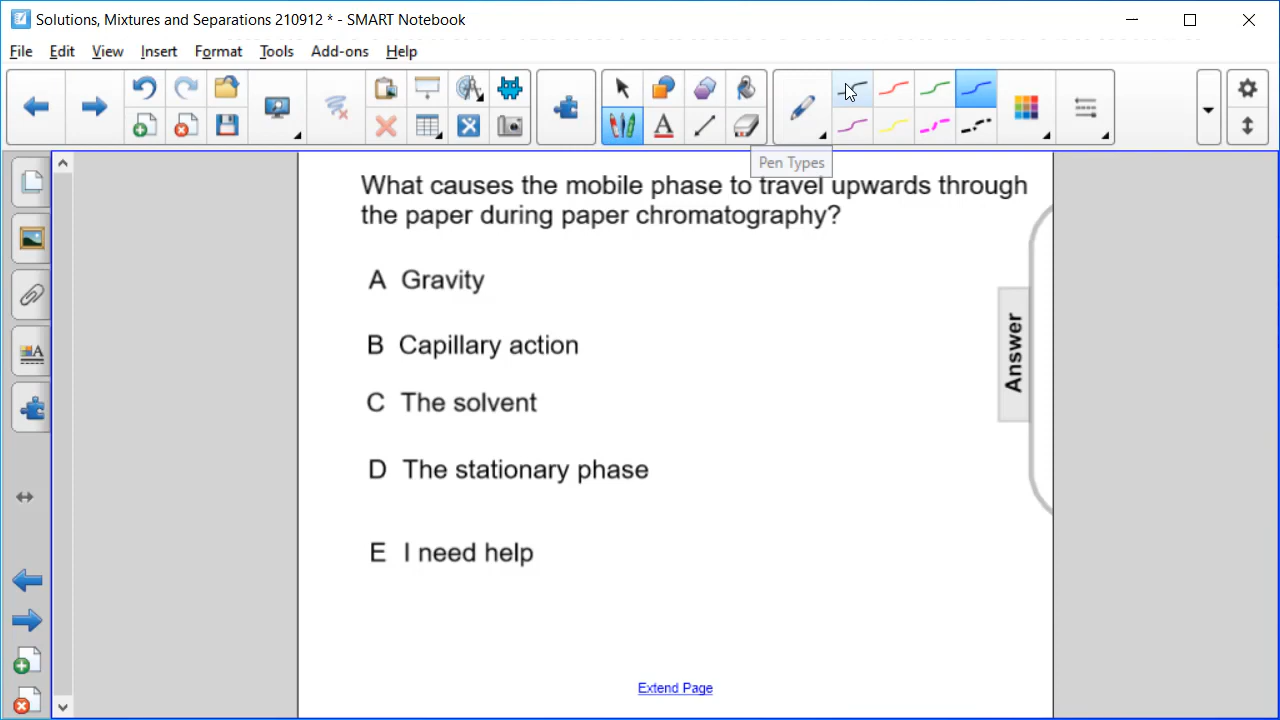 Solutions, Mixtures and Separations 210912 * - SMART Notebook
File Edit View Insert Format Tools Add-ons Help
Pen Types
What causes the mobile phase to travel upwards through
the paper during paper chromatography?
A Gravity
B Capillary action
C The solvent
D The stationary phase
E I need help
Answer
Extend Page